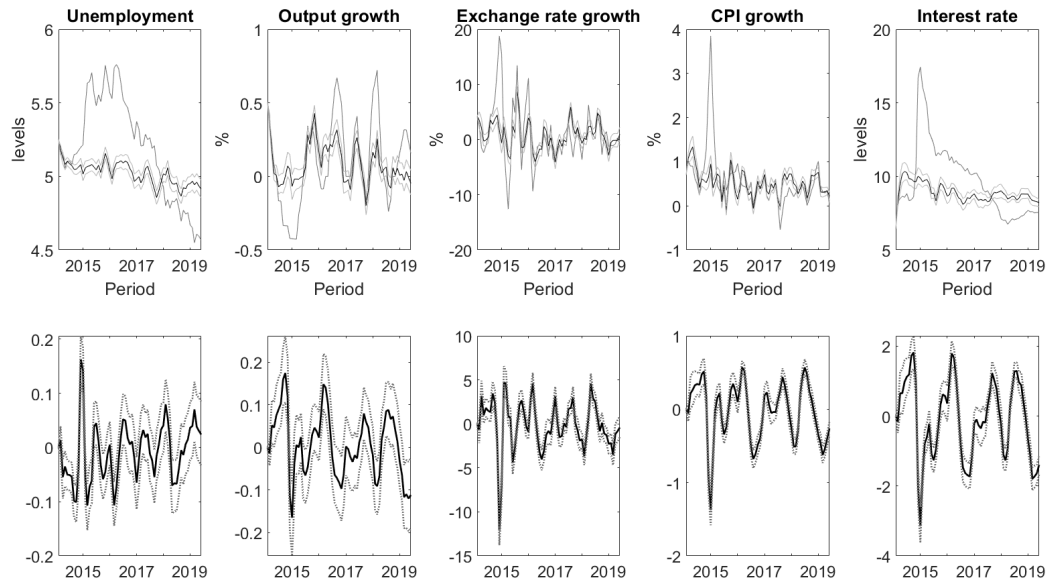 Unemployment
6
5.5
5
4.5
levels
2015 2017 2019
Period
Output growth
1
0.5
0
-0.5
%
2015 2017 2019
Period
Exchange rate growth
20
10
0
-10
-20
%
2015 2017 2019
Period
CPI growth
4
3
2
1
0
-1
%
2015 2017 2019
Period
Interest rate
20
15
10
5
levels
2015 2017 2019
Period
0.2
0.1
0
-0.1
-0.2
2015 2017 2019
0.2
0.1
0
-0.1
-0.2
2015 2017 2019
10
5
0
-5
-10
-15
2015 2017 2019
1
0
-1
-2
2015 2017 2019
2
0
-2
-4
2015 2017 2019